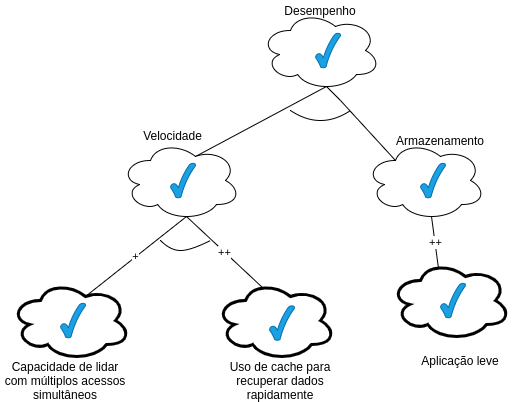 Desempenho
Velocidade
Armazenamento
+
++
++
Capacidade de lidar
com múltiplos acessos
simultâneos
Uso de cache para
recuperar dados
rapidamente
Aplicação leve